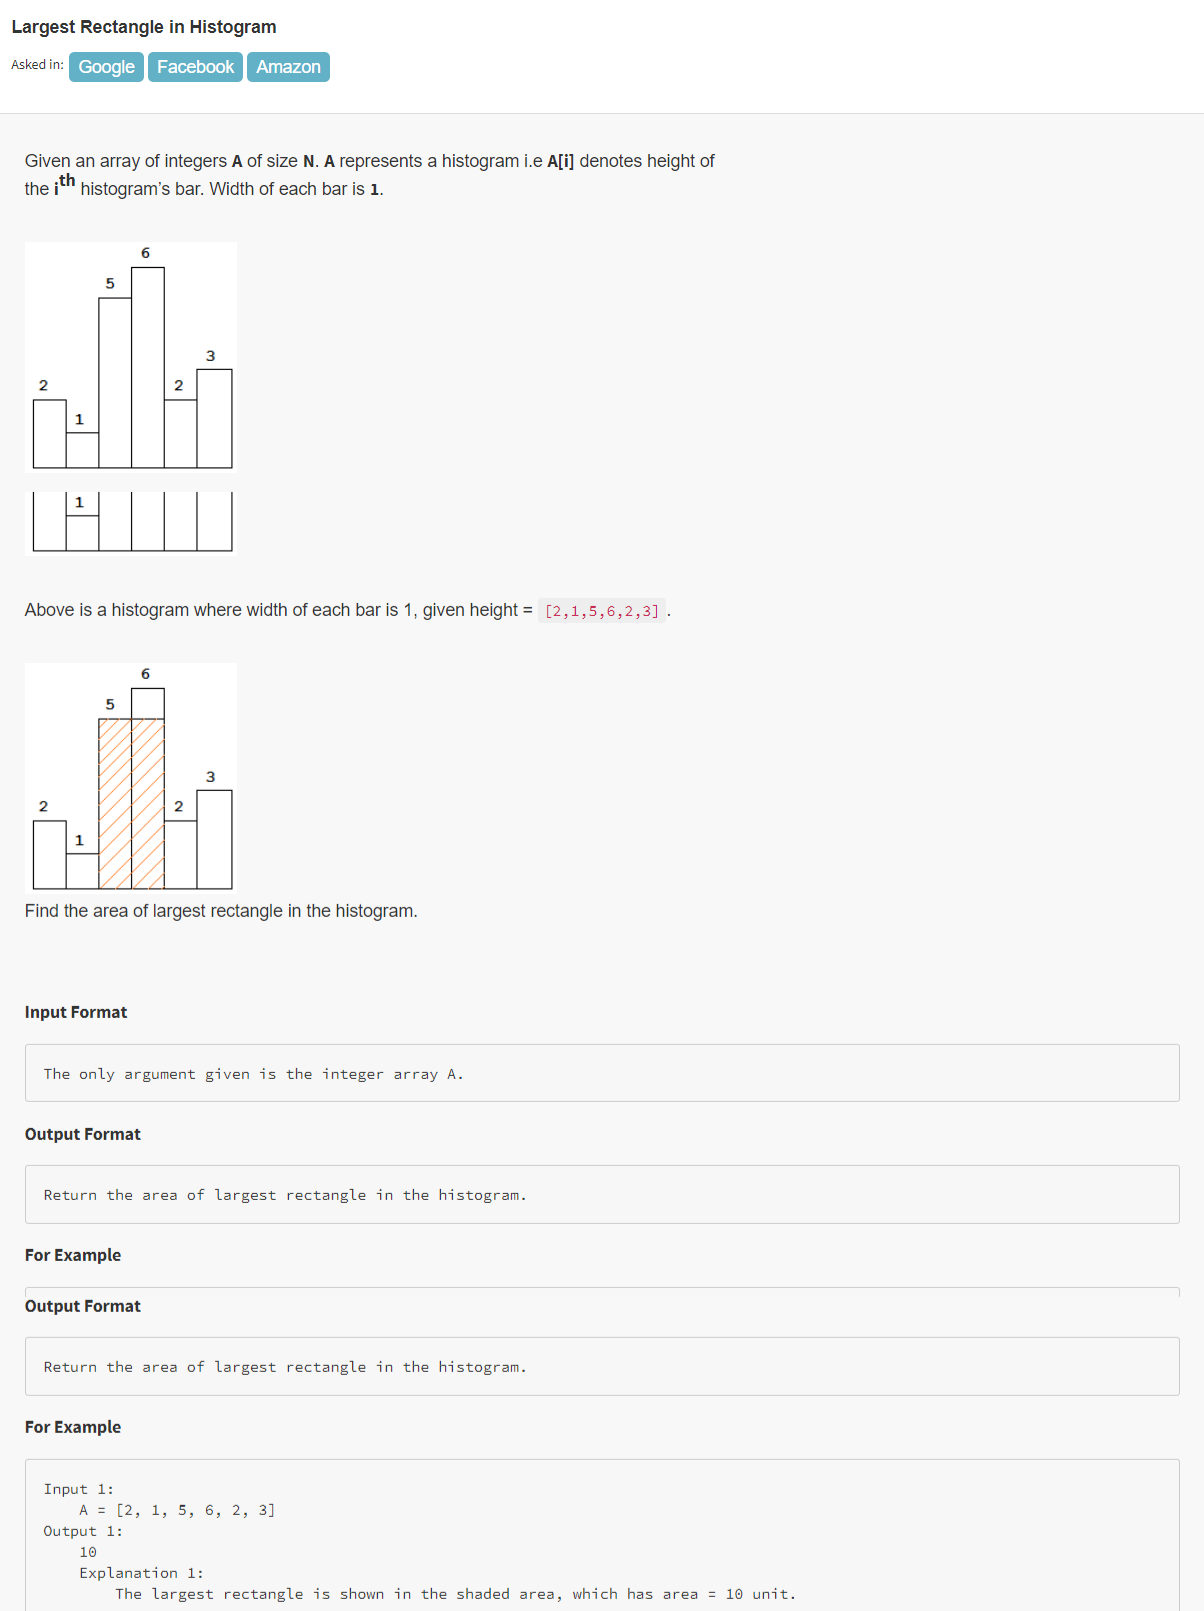 Largest Rectangle in Histogram
Asked in: Google Facebook Amazon
Given an array of integers A of size N. A represents a histogram i.e A[i] denotes height of
the ith histogram’s bar. Width of each bar is 1.
6
5
3
2 2
1
1
Above is a histogram where width of each bar is 1, given height = [2,1,5,6,2,3] .
6
5
3
2 2
1
Find the area of largest rectangle in the histogram.
Input Format
The only argument given is the integer array A.
Output Format
Return the area of largest rectangle in the histogram.
For Example
Output Format
Return the area of largest rectangle in the histogram.
For Example
Input 1:
A = [2, 1, 5, 6, 2, 3]
Output 1:
10
Explanation 1:
The largest rectangle is shown in the shaded area, which has area = 10 unit.